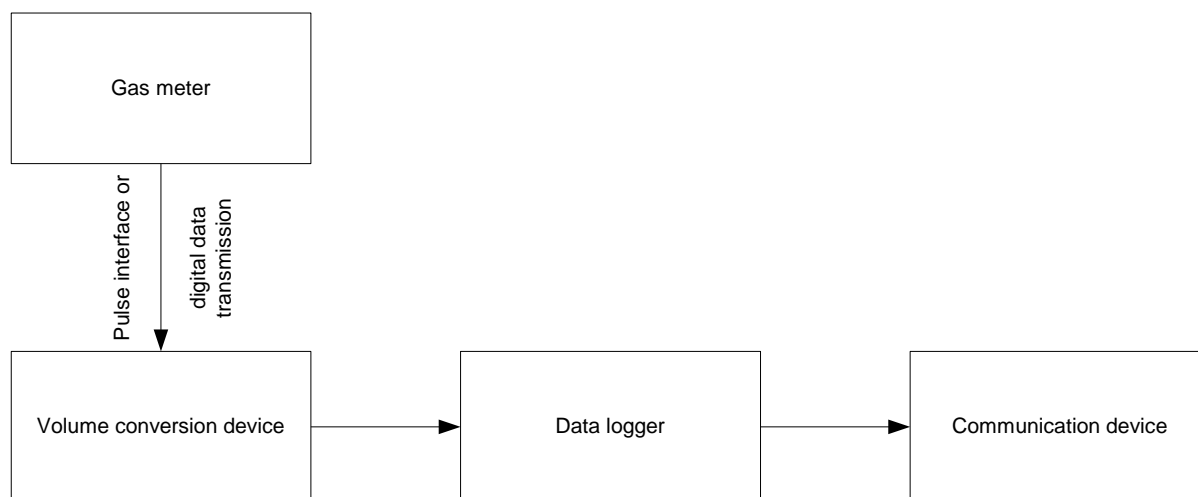 Gas meter
Pulse interface or
digital data
transmission
Volume conversion device
Data logger
Communication device